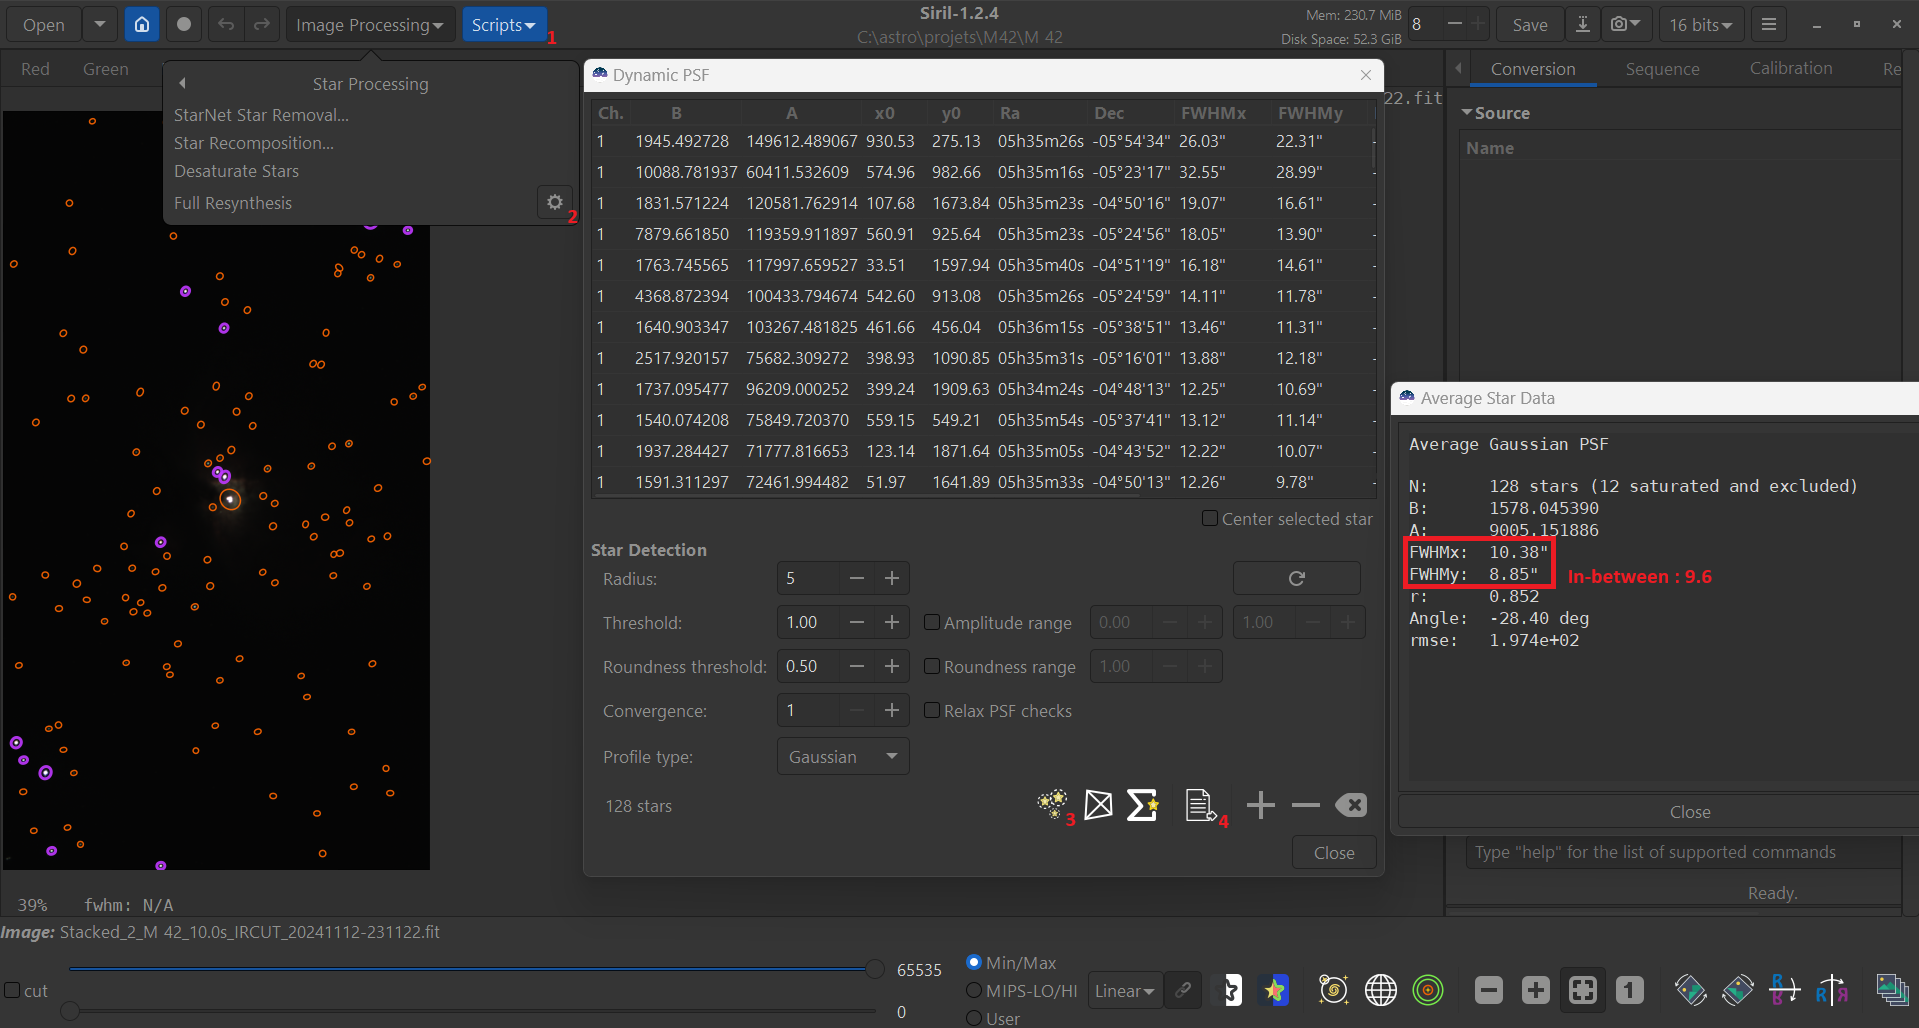 Open
Image Processing
Scripts
1
Siril-1.2.4
C:\astro\projets\M42\M 42
Mem: 230.7 MiB
Disk Space: 52.3 GiB
8
Save
16 bits
Red
Green
Star Processing
StarNet Star Removal...
Star Recomposition...
Desaturate Stars
Full Resynthesis
2
Dynamic PSF
22.fit
Ch. B A x0 y0 Ra Dec FWHMx FWHMy
1 1945.492728 149612.489067 930.53 275.13 05h35m26s -05°54'34" 26.03" 22.31" -
1 10088.781937 60411.532609 574.96 982.66 05h35m16s -05°23'17" 32.55" 28.99" -
1 1831.571224 120581.762914 107.68 1673.84 05h35m23s -04°50'16" 19.07" 16.61" -
1 7879.661850 119359.911897 560.91 925.64 05h35m23s -05°24'56" 18.05" 13.90" -
1 1763.745565 117997.659527 33.51 1597.94 05h35m40s -04°51'19" 16.18" 14.61" -
1 4368.872394 100433.794674 542.60 913.08 05h35m26s -05°24'59" 14.11" 11.78" -
1 1640.903347 103267.481825 461.66 456.04 05h36m15s -05°38'51" 13.46" 11.31" -
1 2517.920157 75682.309272 398.93 1090.85 05h35m31s -05°16'01" 13.88" 12.18" -
1 1737.095477 96209.000252 399.24 1909.63 05h34m24s -04°48'13" 12.25" 10.69" -
1 1540.074208 75849.720370 559.15 549.21 05h35m54s -05°37'41" 13.12" 11.14" -
1 1937.284427 71777.816653 123.14 1871.64 05h35m05s -04°43'52" 12.22" 10.07" -
1 1591.311297 72461.994482 51.97 1641.89 05h35m33s -04°50'13" 12.26" 9.78" -
Center selected star
Star Detection
Radius: 5
Threshold: 1.00 Amplitude range 0.00 1.00
Roundness threshold: 0.50 Roundness range 1.00
Convergence: 1 Relax PSF checks
Profile type: Gaussian
128 stars
3
4
Close
Conversion
Sequence
Calibration
Re
Source
Name
Average Star Data
Average Gaussian PSF
N: 128 stars (12 saturated and excluded)
B: 1578.045390
A: 9005.151886
FWHMx: 10.38"
FWHMy: 8.85"
In-between : 9.6
r: 0.852
Angle: -28.40 deg
rmse: 1.974e+02
Close
Type "help" for the list of supported commands
Ready.
39% fwhm: N/A
Image: Stacked_2_M 42_10.0s_IRCUT_20241112-231122.fit
65535
cut
0
Min/Max
MIPS-LO/HI
User
Linear
1
R
R
R
R